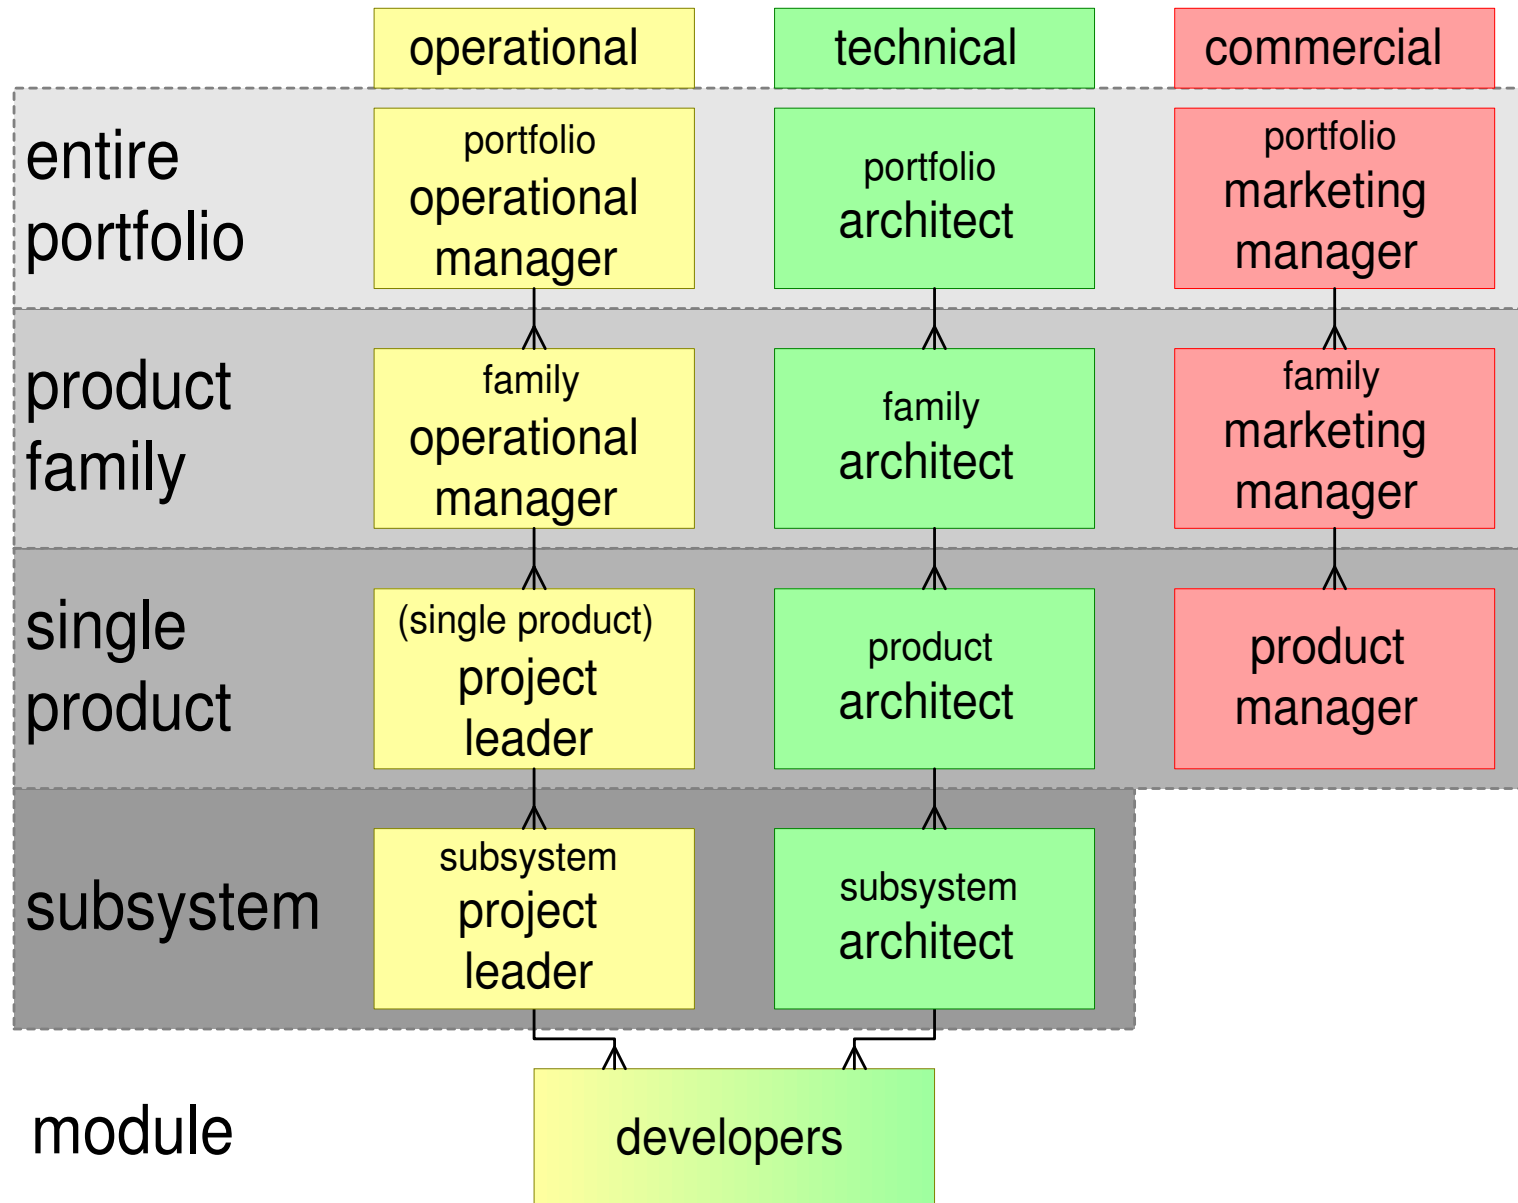 operational
technical
commercial
entire
portfolio
portfolio
operational
manager
portfolio
architect
portfolio
marketing
manager
product
family
family
operational
manager
family
architect
family
marketing
manager
single
product
(single product)
project
leader
product
architect
product
manager
subsystem
subsystem
project
leader
subsystem
architect
module
developers